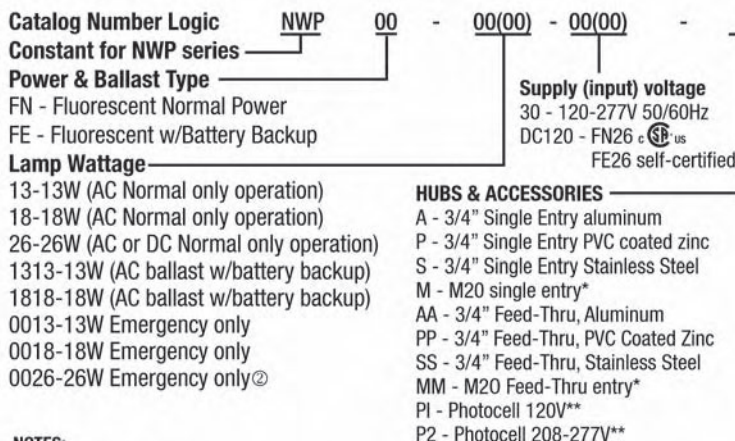 Catalog Number Logic NWP 00 - 00(00) - 00(00) -
Constant for NWP series
Power & Ballast Type
FN - Fluorescent Normal Power
FE - Fluorescent w/Battery Backup
Lamp Wattage
13-13W (AC Normal only operation)
18-18W (AC Normal only operation)
26-26W (AC or DC Normal only operation)
1313-13W (AC ballast w/battery backup)
1818-18W (AC ballast w/battery backup)
0013-13W Emergency only
0018-18W Emergency only
0026-26W Emergency only②
Supply (input) voltage
30 - 120-277V 50/60Hz
DC120 - FN26 c SA us
FE26 self-certified
HUBS & ACCESSORIES
A - 3/4" Single Entry aluminum
P - 3/4" Single Entry PVC coated zinc
S - 3/4" Single Entry Stainless Steel
M - M20 single entry*
AA - 3/4" Feed-Thru, Aluminum
PP - 3/4" Feed-Thru, PVC Coated Zinc
SS - 3/4" Feed-Thru, Stainless Steel
MM - M20 Feed-Thru entry*
PI - Photocell 120V**
P2 - Photocell 208-277V**
NOTES: